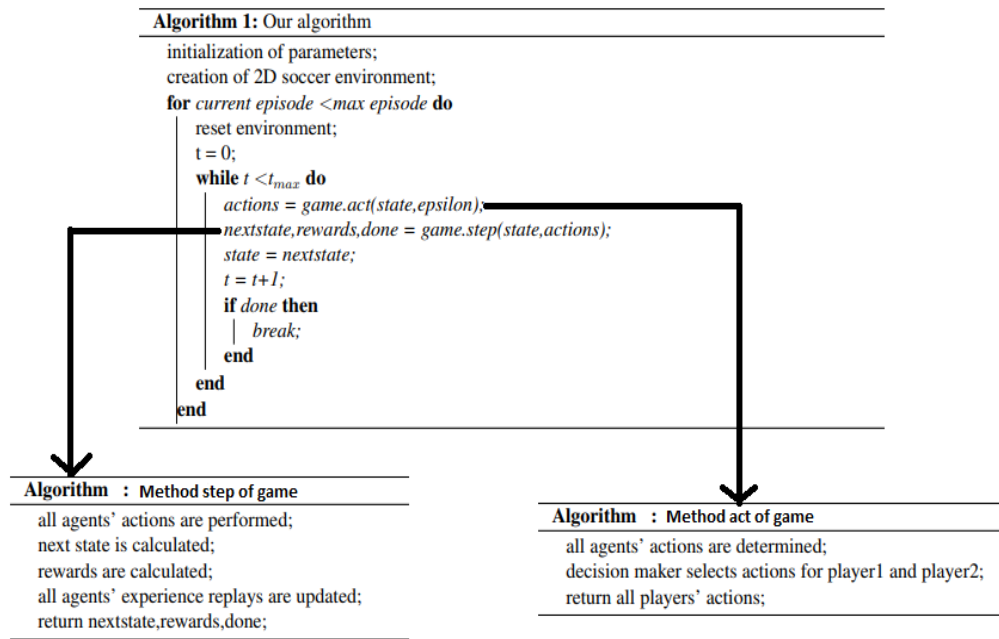 Algorithm 1: Our algorithm
initialization of parameters;
creation of 2D soccer environment;
for current episode <max episode do
reset environment;
t = 0;
while t <tmax do
actions = game.act(state,epsilon);
nextstate,rewards,done = game.step(state,actions);
state = nextstate;
t = t+1;
if done then
break;
end
end
end
Algorithm : Method step of game
all agents' actions are performed;
next state is calculated;
rewards are calculated;
all agents' experience replays are updated;
return nextstate,rewards,done;
Algorithm : Method act of game
all agents' actions are determined;
decision maker selects actions for player1 and player2;
return all players' actions;